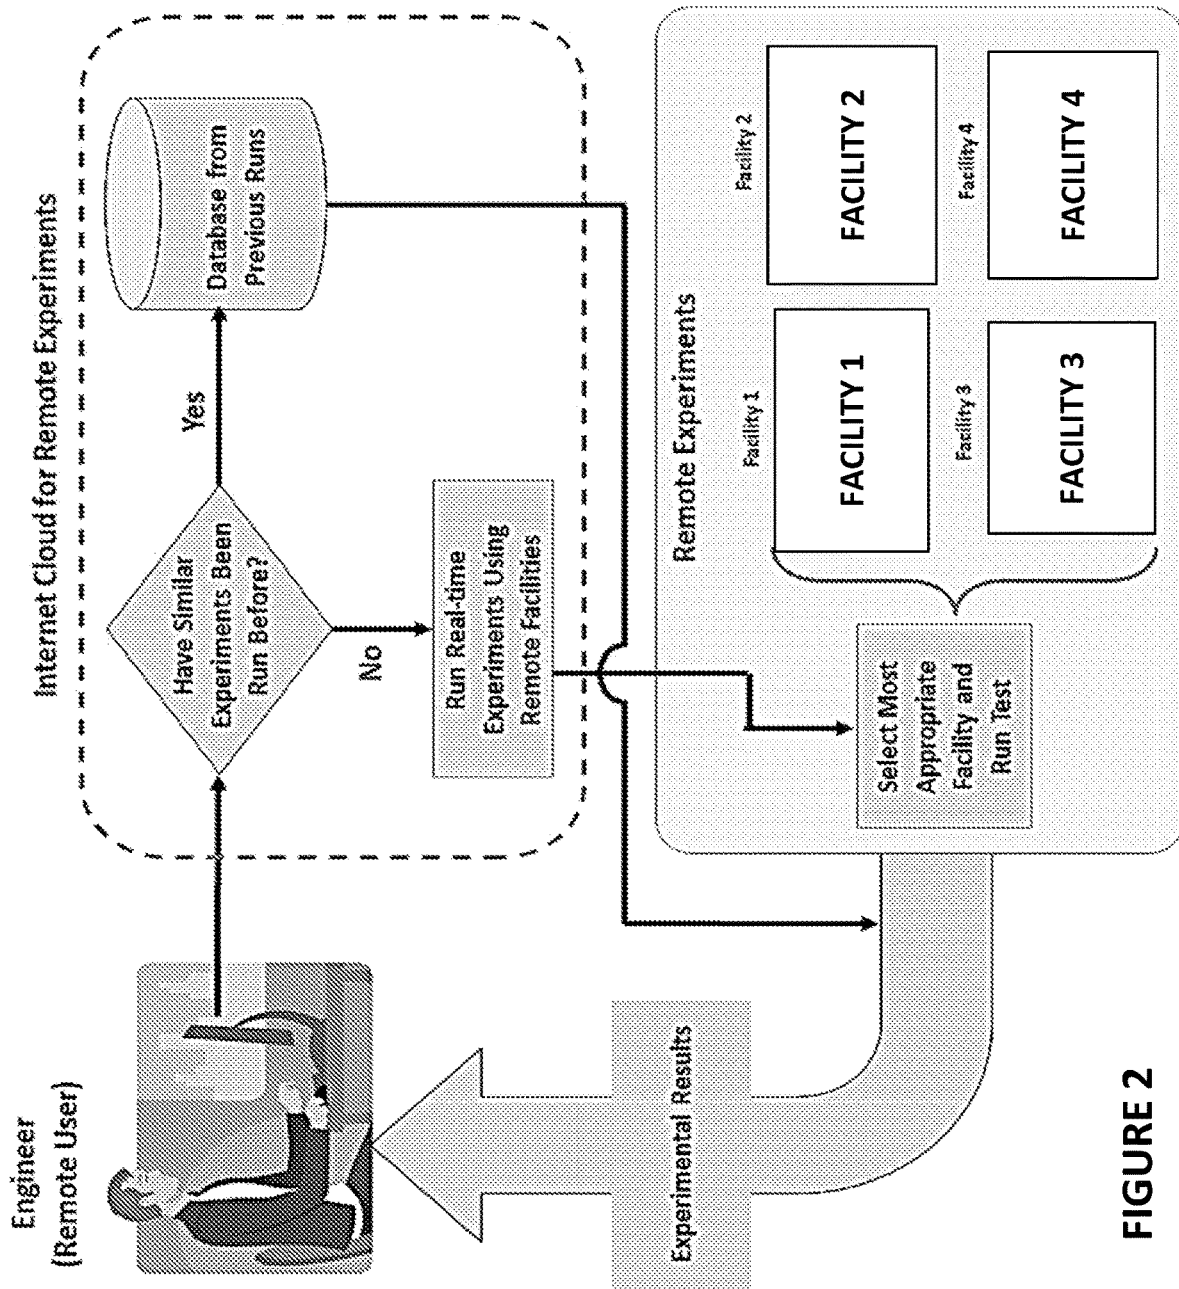 Engineer
(Remote User)
Internet Cloud for Remote Experiments
Have Similar
Experiments Been
Run Before?
Yes
Database from
Previous Runs
No
Run Real-time
Experiments Using
Remote Facilities
Experimental Results
Remote Experiments
Select Most
Appropriate
Facility and
Run Test
Facility 1
FACILITY 1
Facility 2
FACILITY 2
Facility 3
FACILITY 3
Facility 4
FACILITY 4
FIGURE 2